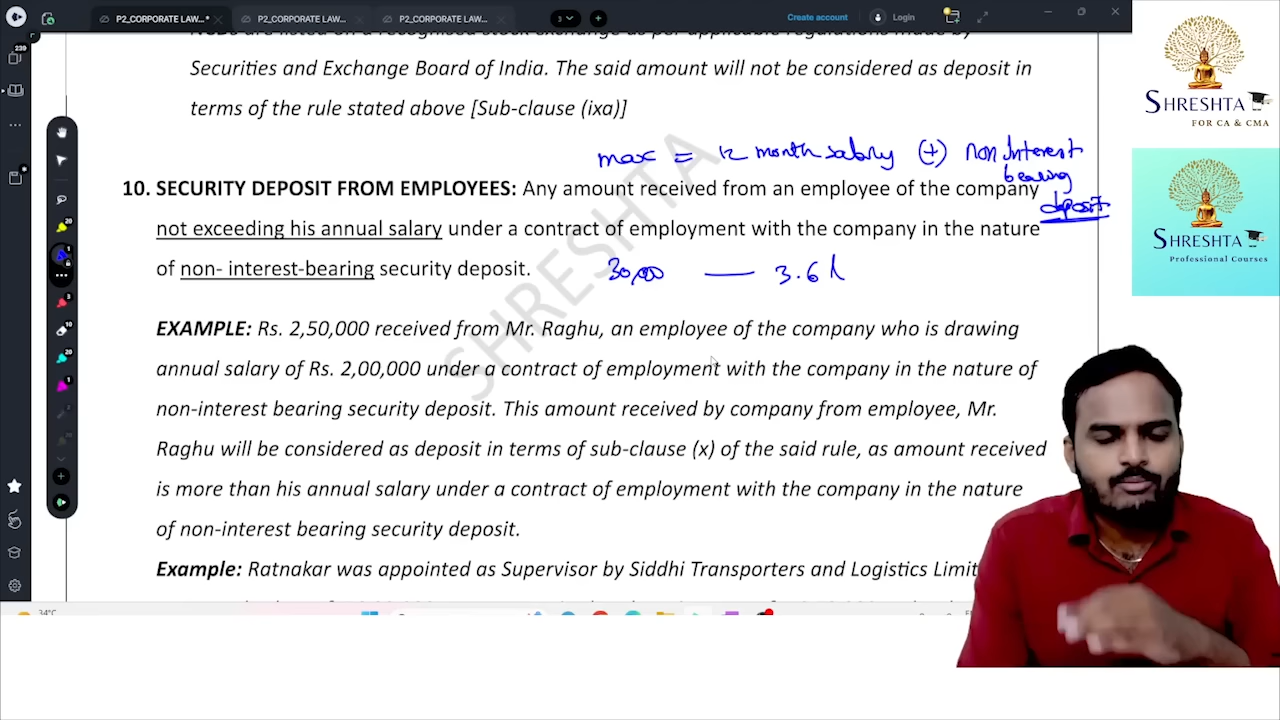 P2_CORPORATE LAW...*
P2_CORPORATE LAW...
P2_CORPORATE LAW...
3
Create account
Login
239
Securities and Exchange Board of India. The said amount will not be considered as deposit in
terms of the rule stated above [Sub-clause (ixa)]
max = 12 month salary (+) non interest
bearing
deposit
10. SECURITY DEPOSIT FROM EMPLOYEES: Any amount received from an employee of the company
not exceeding his annual salary under a contract of employment with the company in the nature
of non- interest-bearing security deposit.
30,000 — 3.6 l
EXAMPLE: Rs. 2,50,000 received from Mr. Raghu, an employee of the company who is drawing
annual salary of Rs. 2,00,000 under a contract of employment with the company in the nature of
non-interest bearing security deposit. This amount received by company from employee, Mr.
Raghu will be considered as deposit in terms of sub-clause (x) of the said rule, as amount received
is more than his annual salary under a contract of employment with the company in the nature
of non-interest bearing security deposit.
Example: Ratnakar was appointed as Supervisor by Siddhi Transporters and Logistics
SHRESHTA
34°C
SHRESHTA
FOR CA & CMA
SHRESHTA
Professional Courses